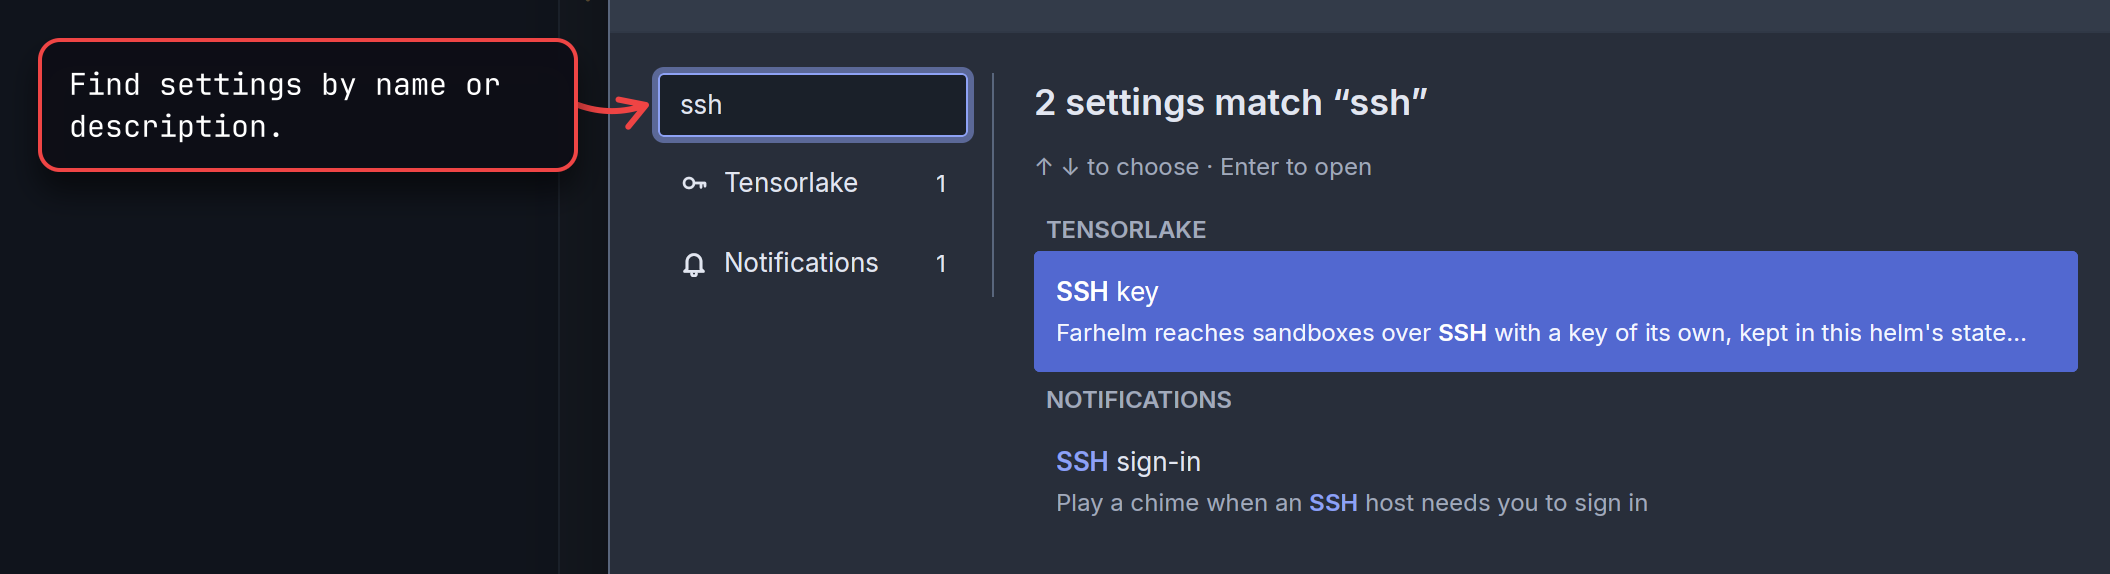 Find settings by name or
description.
ssh
Tensorlake 1
Notifications 1
2 settings match “ssh”
↑ ↓ to choose · Enter to open
TENSORLAKE
SSH key
Farhelm reaches sandboxes over SSH with a key of its own, kept in this helm's state...
NOTIFICATIONS
SSH sign-in
Play a chime when an SSH host needs you to sign in